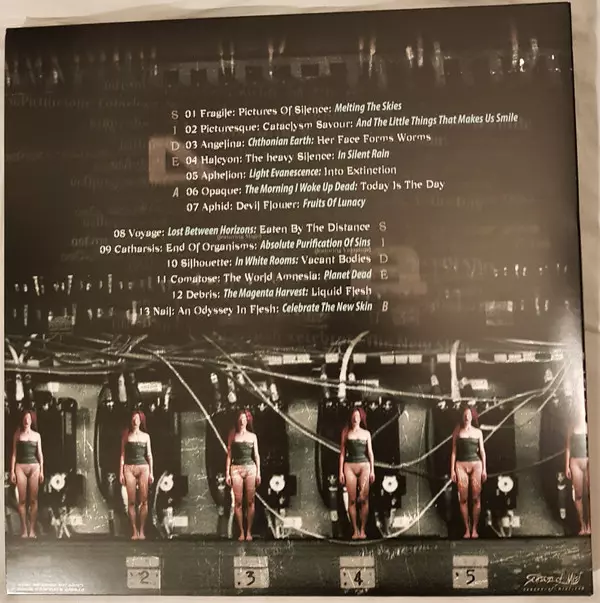 SIDE A
01 Fragile: Pictures Of Silence: Melting The Skies
02 Picturesque: Cataclysm Savour: And The Little Things That Makes Us Smile
03 Angelina: Chthonian Earth: Her Face Forms Worms
04 Halcyon: The heavy Silence: In Silent Rain
05 Aphelion: Light Evanescence: Into Extinction
06 Opaque: The Morning I Woke Up Dead: Today Is The Day
07 Aphid: Devil Flower: Fruits Of Lunacy
SIDE B
08 Voyage: Lost Between Horizons: Eaten By The Distance
09 Catharsis: End Of Organisms: Absolute Purification Of Sins
10 Silhouette: In White Rooms: Vacant Bodies
11 Comatose: The World Amnesia: Planet Dead
12 Debris: The Magenta Harvest: Liquid Flesh
13 Nail: An Odyssey In Flesh: Celebrate The New Skin
2 3 4 5